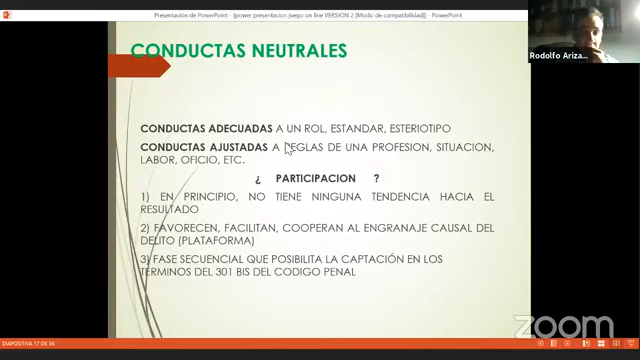 Presentación de PowerPoint - (power presentacion juego on line VERSION 2 [Modo de compatibilidad]) - PowerPoint
Rodolfo Ariza...
CONDUCTAS NEUTRALES
CONDUCTAS ADECUADAS A UN ROL, ESTANDAR, ESTERIOTIPO
CONDUCTAS AJUSTADAS A REGLAS DE UNA PROFESION, SITUACION,
LABOR, OFICIO, ETC.
¿ PARTICIPACION ?
1) EN PRINCIPIO, NO TIENE NINGUNA TENDENCIA HACIA EL
RESULTADO
2) FAVORECEN, FACILITAN, COOPERAN AL ENGRANAJE CAUSAL DEL
DELITO (PLATAFORMA)
3) FASE SECUENCIAL QUE POSIBILITA LA CAPTACIÓN EN LOS
TERMINOS DEL 301 BIS DEL CODIGO PENAL
zoom
DIAPOSITIVA 17 DE 36